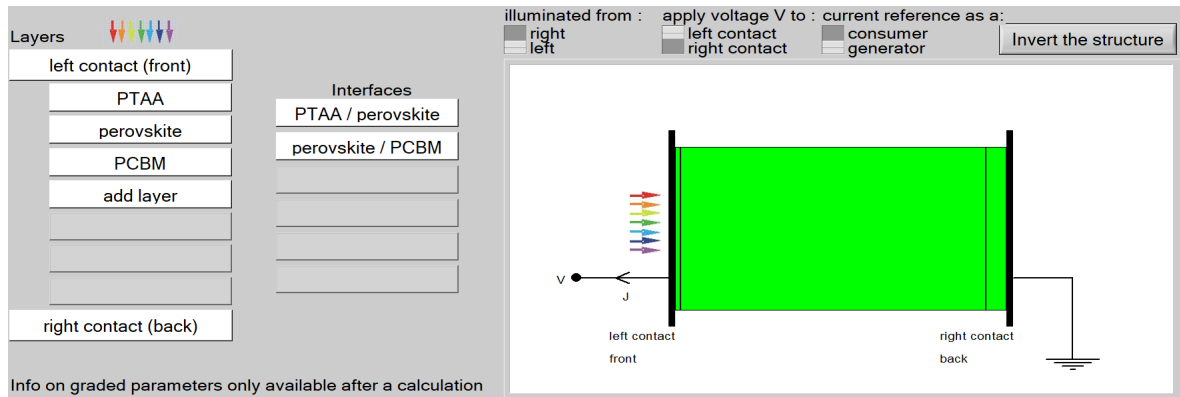 Layers
left contact (front)
PTAA
perovskite
PCBM
add layer
right contact (back)
Interfaces
PTAA / perovskite
perovskite / PCBM
Info on graded parameters only available after a calculation
illuminated from :
right
left
apply voltage V to :
left contact
right contact
current reference as a:
consumer
generator
Invert the structure
V
J
left contact
front
right contact
back